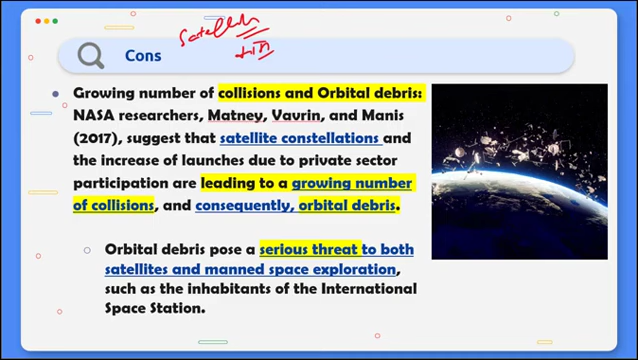 Satellite
Cons
Growing number of collisions and Orbital debris:
NASA researchers, Matney, Vavrin, and Manis
(2017), suggest that satellite constellations and
the increase of launches due to private sector
participation are leading to a growing number
of collisions, and consequently, orbital debris.
Orbital debris pose a serious threat to both
satellites and manned space exploration,
such as the inhabitants of the International
Space Station.